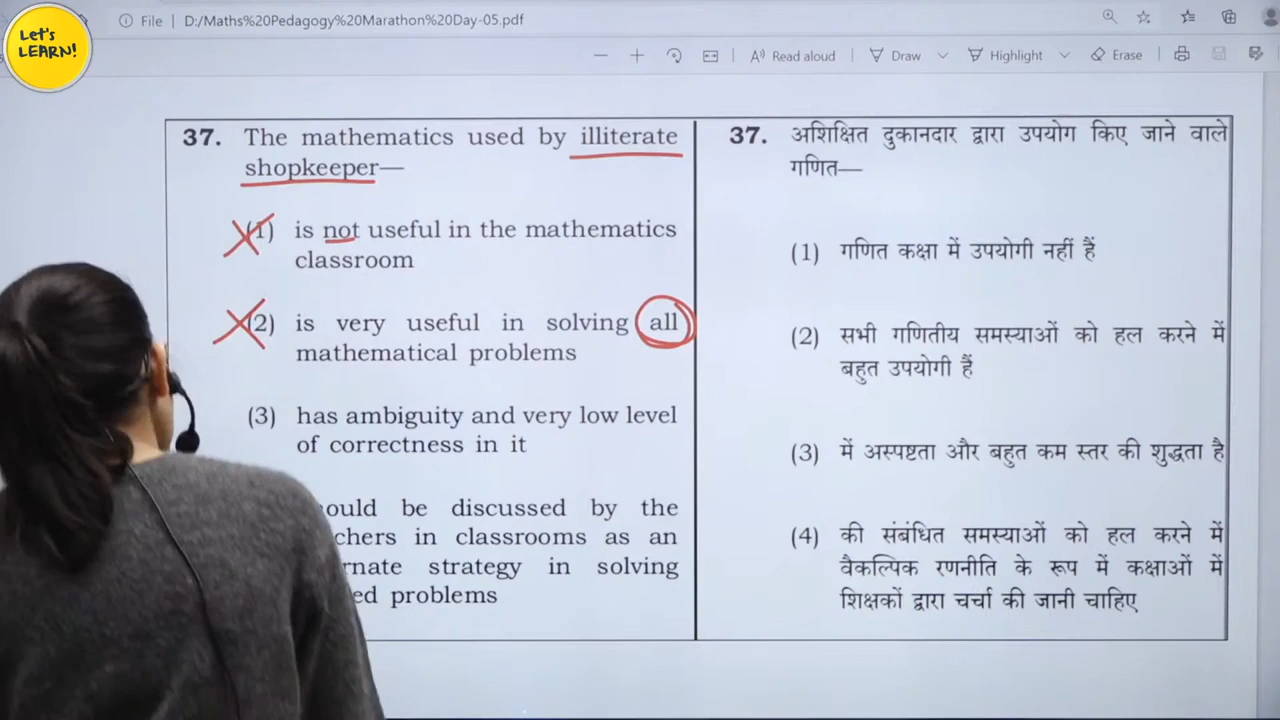 Let's
LEARN!
File | D:/Maths%20Pedagogy%20Marathon%20Day-05.pdf
Read aloud
Draw
Highlight
Erase
37. The mathematics used by illiterate
shopkeeper—
(1) is not useful in the mathematics
classroom
(2) is very useful in solving all
mathematical problems
(3) has ambiguity and very low level
of correctness in it
be discussed by the
in classrooms as an
strategy in solving
problems
37. अशिक्षित दुकानदार द्वारा उपयोग किए जाने वाले
गणित—
(1) गणित कक्षा में उपयोगी नहीं हैं
(2) सभी गणितीय समस्याओं को हल करने में
बहुत उपयोगी हैं
(3) में अस्पष्टता और बहुत कम स्तर की शुद्धता है
(4) की संबंधित समस्याओं को हल करने में
वैकल्पिक रणनीति के रूप में कक्षाओं में
शिक्षकों द्वारा चर्चा की जानी चाहिए